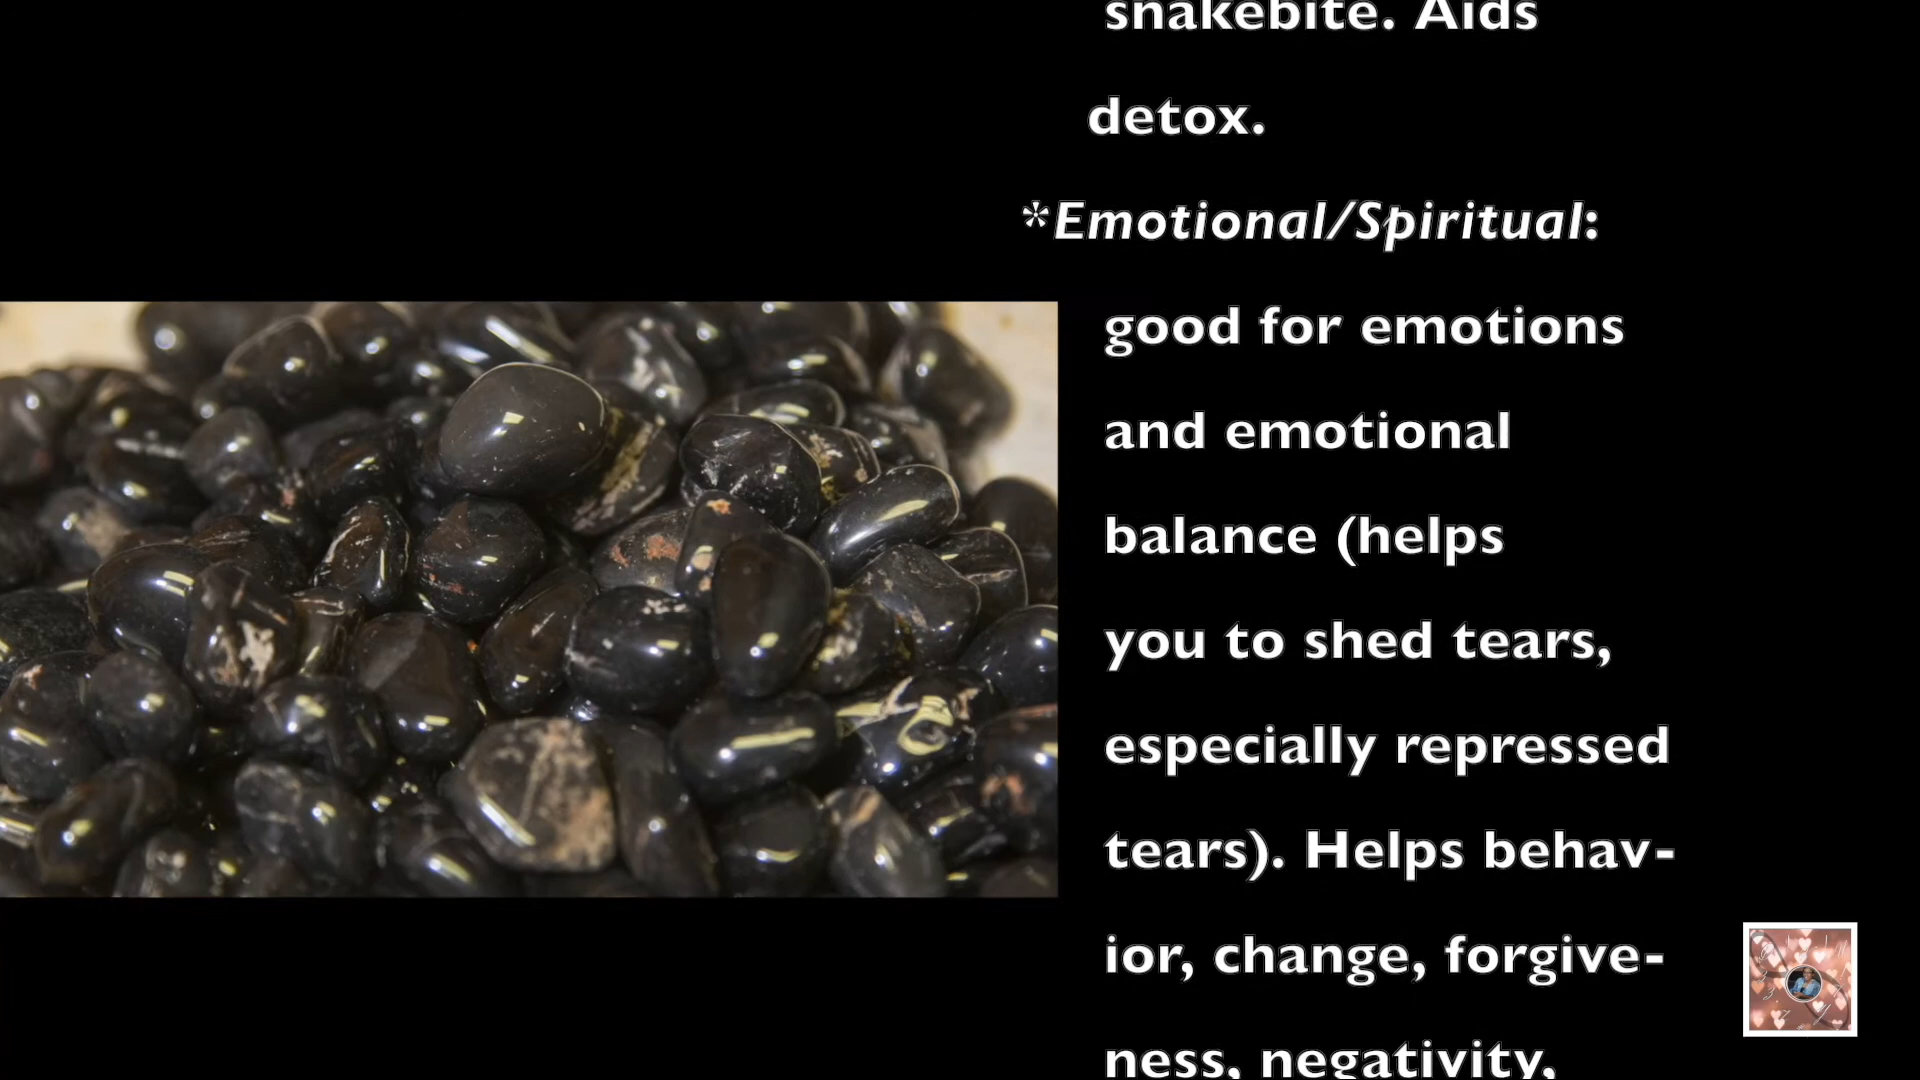 snakebite. Aids
detox.
*Emotional/Spiritual:
good for emotions
and emotional
balance (helps
you to shed tears,
especially repressed
tears). Helps behav-
ior, change, forgive-
ness, negativity,